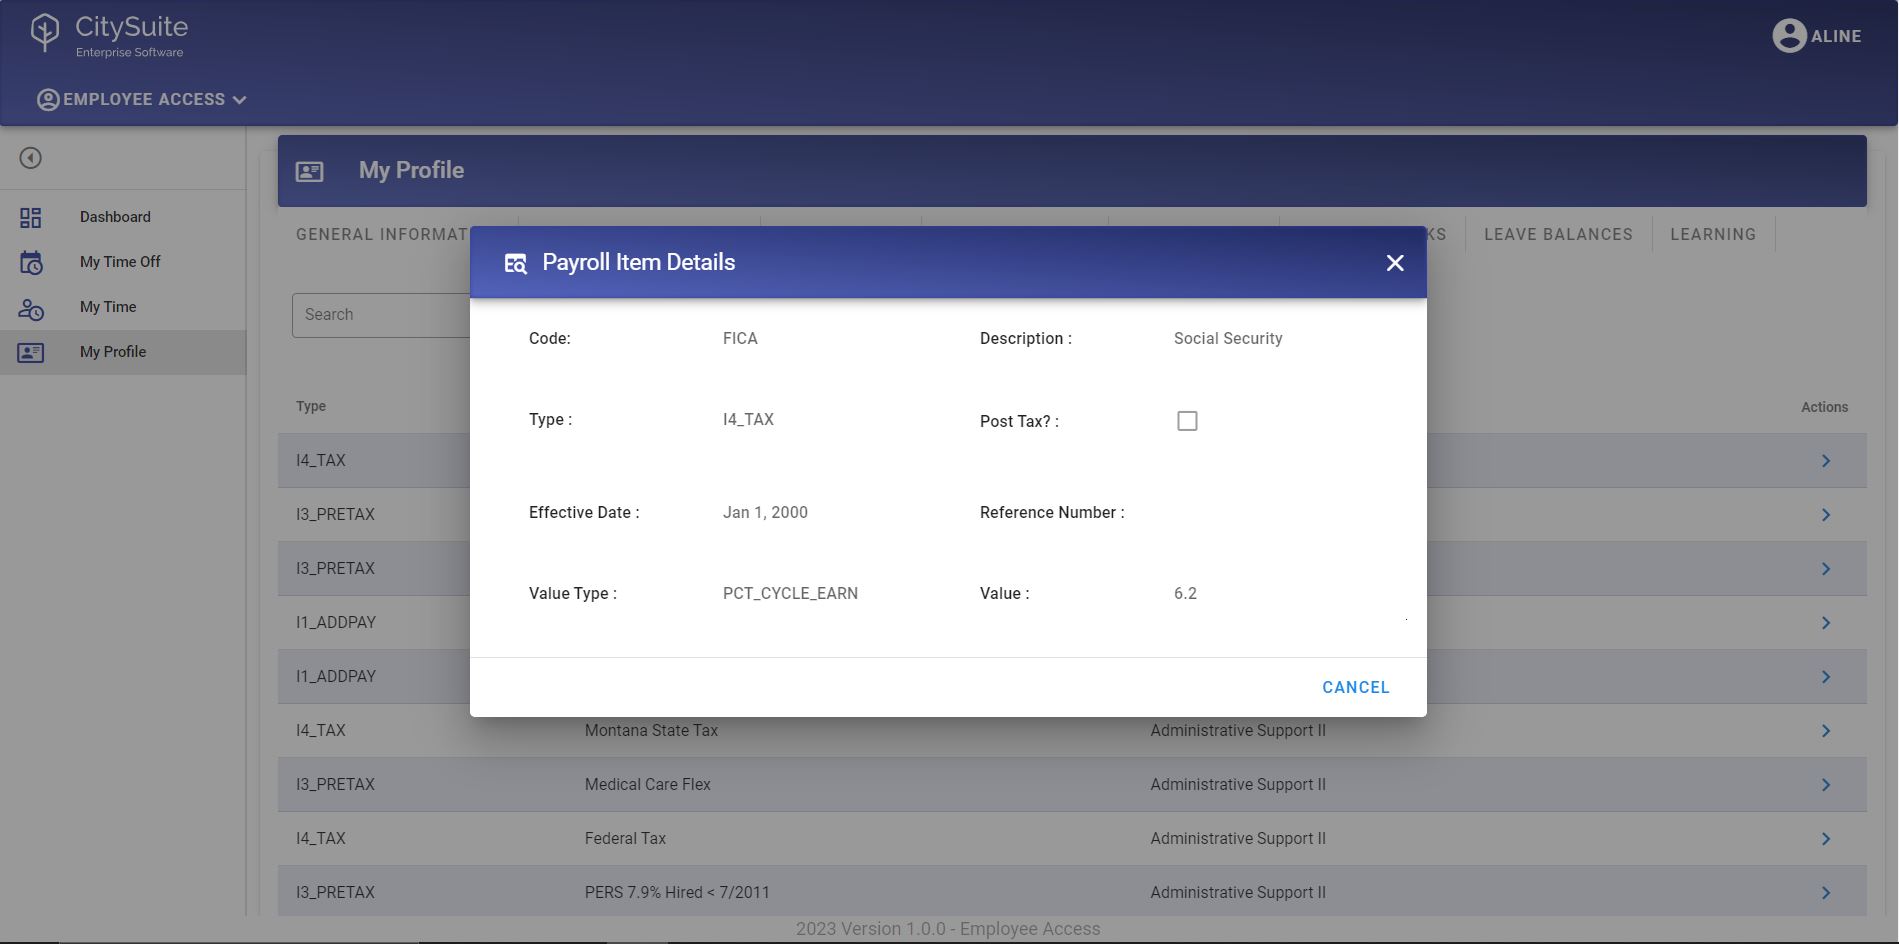 CitySuite
Enterprise Software
ALINE
EMPLOYEE ACCESS
My Profile
Dashboard
My Time Off
My Time
My Profile
GENERAL INFORMAT
KS
LEAVE BALANCES
LEARNING
Search
Payroll Item Details
Code: FICA Description : Social Security
Type : I4_TAX Post Tax? :
Effective Date : Jan 1, 2000 Reference Number :
Value Type : PCT_CYCLE_EARN Value : 6.2
CANCEL
Type Actions
I4_TAX
I3_PRETAX
I3_PRETAX
I1_ADDPAY
I1_ADDPAY
I4_TAX Montana State Tax Administrative Support II
I3_PRETAX Medical Care Flex Administrative Support II
I4_TAX Federal Tax Administrative Support II
I3_PRETAX PERS 7.9% Hired < 7/2011 Administrative Support II
2023 Version 1.0.0 - Employee Access